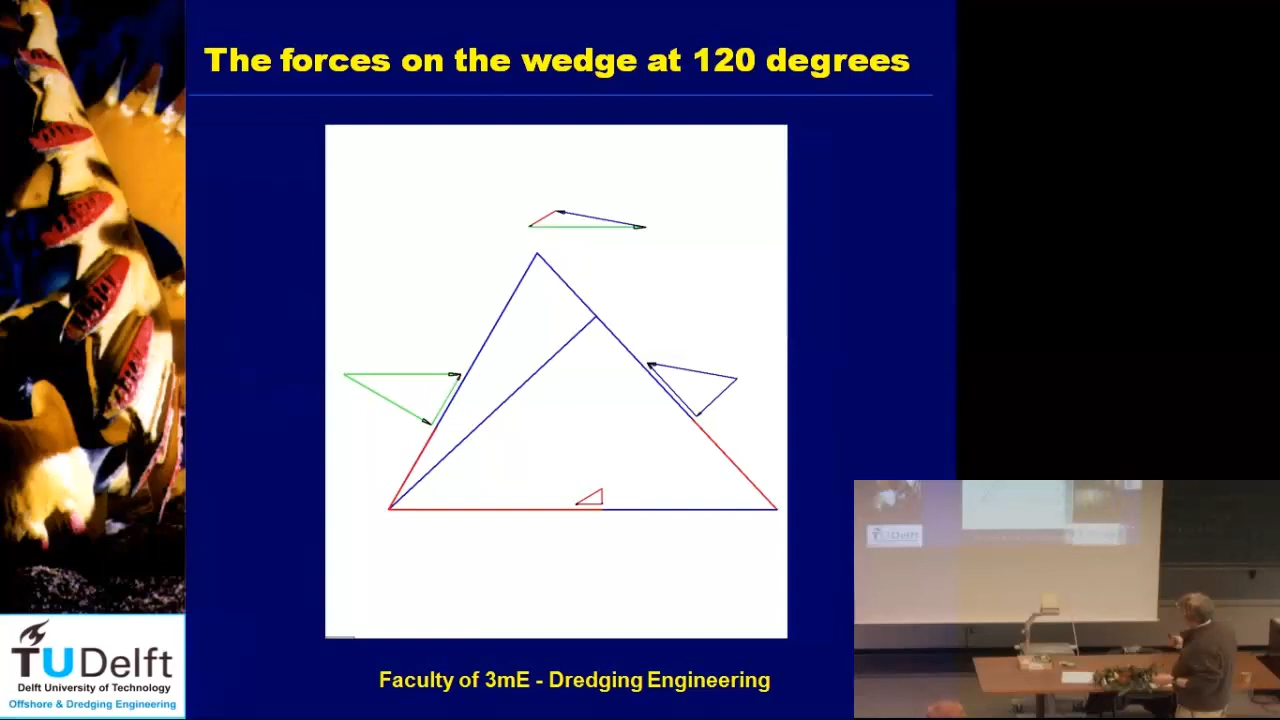 The forces on the wedge at 120 degrees
TUDelft
Delft University of Technology
Offshore & Dredging Engineering
Faculty of 3mE - Dredging Engineering
TUDelft